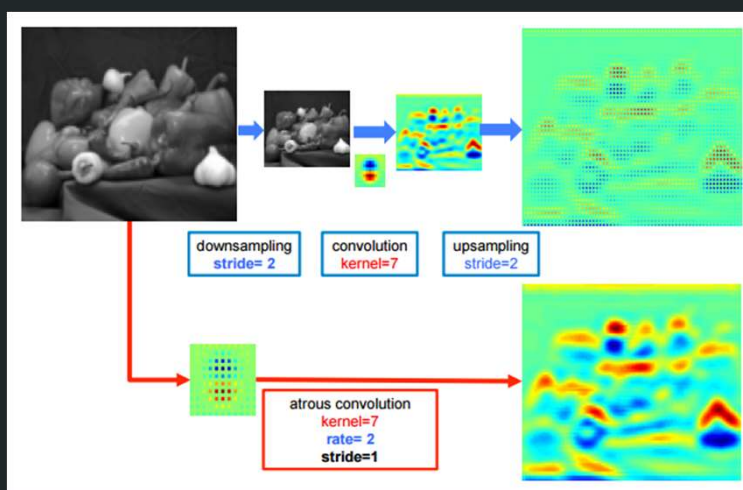 downsampling
stride= 2
convolution
kernel=7
upsampling
stride=2
atrous convolution
kernel=7
rate= 2
stride=1